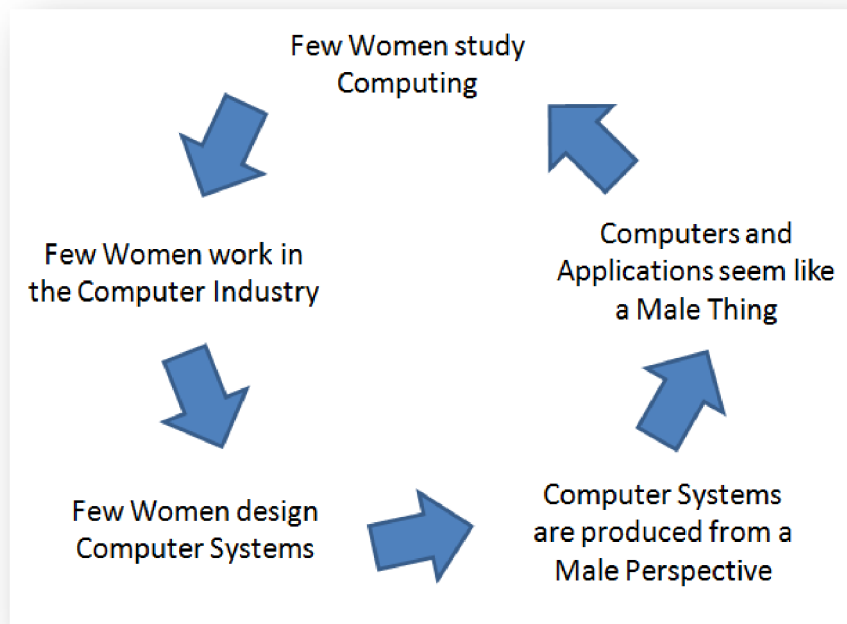 Few Women study
Computing
Few Women work in
the Computer Industry
Few Women design
Computer Systems
Computer Systems
are produced from a
Male Perspective
Computers and
Applications seem like
a Male Thing